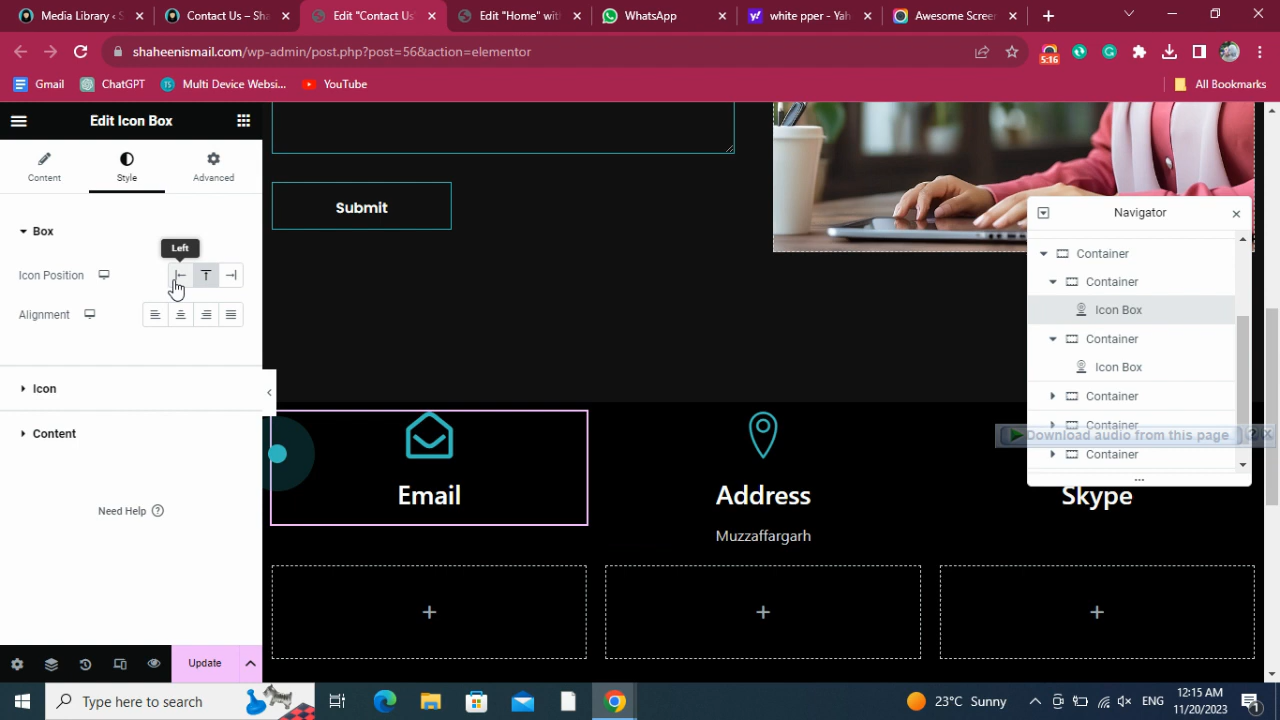 Media Library ‹ S
Contact Us – Sha
Edit "Contact Us"
Edit "Home" wit
WhatsApp
white pper - Yah
Awesome Screen
shaheenismail.com/wp-admin/post.php?post=56&action=elementor
5:16
Gmail
ChatGPT
Multi Device Websi...
YouTube
All Bookmarks
Edit Icon Box
Content
Style
Advanced
Box
Left
Icon Position
Alignment
Icon
Content
Need Help
Update
Submit
Navigator
Container
Container
Icon Box
Container
Icon Box
Container
Container
Container
Download audio from this page
Email
Address
Skype
Muzzaffargarh
Type here to search
23°C Sunny
ENG
12:15 AM
11/20/2023
1